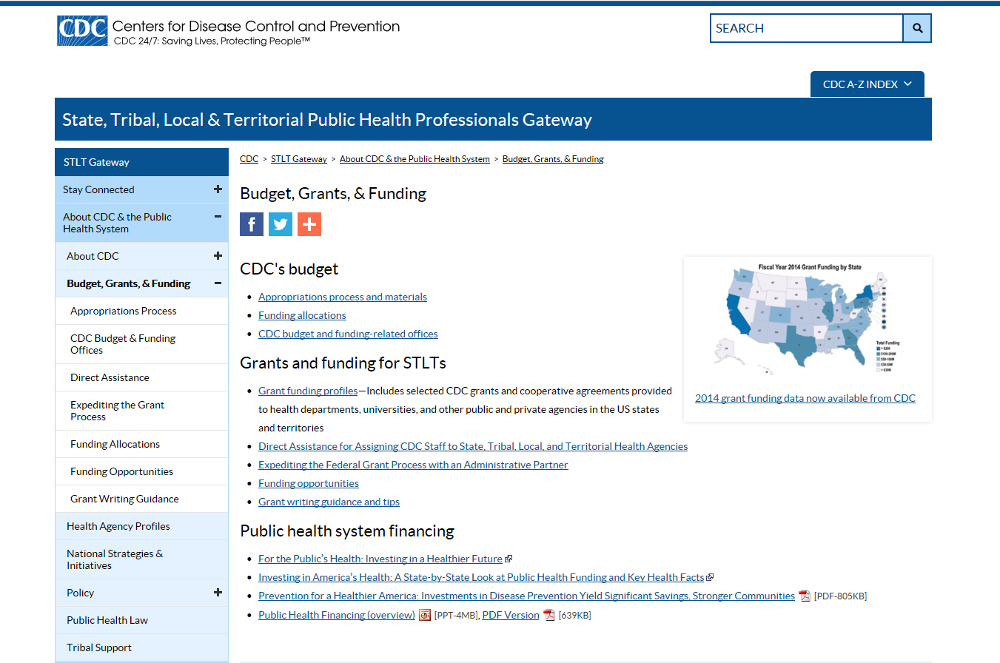 CDC Centers for Disease Control and Prevention
CDC 24/7: Saving Lives, Protecting People™
SEARCH
CDC A-Z INDEX
State, Tribal, Local & Territorial Public Health Professionals Gateway
STLT Gateway
Stay Connected
About CDC & the Public
Health System
About CDC
Budget, Grants, & Funding
Appropriations Process
CDC Budget & Funding
Offices
Direct Assistance
Expediting the Grant
Process
Funding Allocations
Funding Opportunities
Grant Writing Guidance
Health Agency Profiles
National Strategies &
Initiatives
Policy
Public Health Law
Tribal Support
CDC > STLT Gateway > About CDC & the Public Health System > Budget, Grants, & Funding
Budget, Grants, & Funding
CDC's budget
Appropriations process and materials
Funding allocations
CDC budget and funding-related offices
Grants and funding for STLTs
Grant funding profiles—Includes selected CDC grants and cooperative agreements provided
to health departments, universities, and other public and private agencies in the US states
and territories
Direct Assistance for Assigning CDC Staff to State, Tribal, Local, and Territorial Health Agencies
Expediting the Federal Grant Process with an Administrative Partner
Funding opportunities
Grant writing guidance and tips
Public health system financing
For the Public's Health: Investing in a Healthier Future
Investing in America's Health: A State-by-State Look at Public Health Funding and Key Health Facts
Prevention for a Healthier America: Investments in Disease Prevention Yield Significant Savings, Stronger Communities [PDF-805KB]
Public Health Financing (overview) [PPT-4MB], PDF Version [639KB]
Fiscal Year 2014 Grant Funding by State
Total Funding
2014 grant funding data now available from CDC